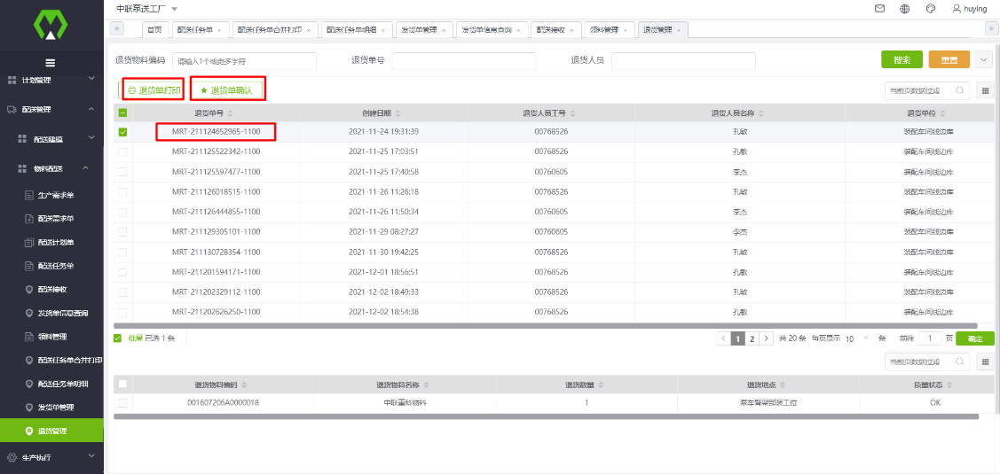 中联泵送工厂
huying
首页 配送任务单 × 配送任务单合并打印 × 配送任务单明细 × 发货单管理 × 发货单信息查询 × 配送接收 × 领料管理 × 退货管理 ×
计划管理
配送管理
配送建模
物料配送
生产需求单
配送需求单
配送计划单
配送任务单
配送接收
发货单信息查询
领料管理
配送任务单合并打印
配送任务单明细
发货单管理
退货管理
生产执行
退货物料编码 请输入1个或更多字符 退货单号 退货人员 搜索 重置
退货单打印 退货单确认 当前页数据过滤
退货单号 创建日期 退货人员工号 退货人员名称 退货单位
MRT-211124652965-1100 2021-11-24 19:31:39 00768526 孔敏 装配车间线边库
MRT-211125522342-1100 2021-11-25 17:03:51 00768526 孔敏 装配车间线边库
MRT-211125597477-1100 2021-11-25 17:40:58 00760605 李杰 装配车间线边库
MRT-211126018515-1100 2021-11-26 11:26:18 00768526 孔敏 装配车间线边库
MRT-211126444855-1100 2021-11-26 11:50:34 00760605 李杰 装配车间线边库
MRT-211129305101-1100 2021-11-29 08:27:27 00760605 李杰 装配车间线边库
MRT-211130728354-1100 2021-11-30 19:42:25 00768526 孔敏 装配车间线边库
MRT-211201594171-1100 2021-12-01 18:56:51 00768526 孔敏 装配车间线边库
MRT-211202329112-1100 2021-12-02 18:49:33 00768526 孔敏 装配车间线边库
MRT-211202626250-1100 2021-12-02 18:54:38 00768526 孔敏 装配车间线边库
批量 已选 1 条 1 2 共 20 条 每页显示 10 条 前往 1 页 确定
当前页数据过滤
退货物料编码 退货物料名称 退货数量 退货地点 质量状态
001607206A0000018 中联重科物料 1 泵车臂架部装工位 OK